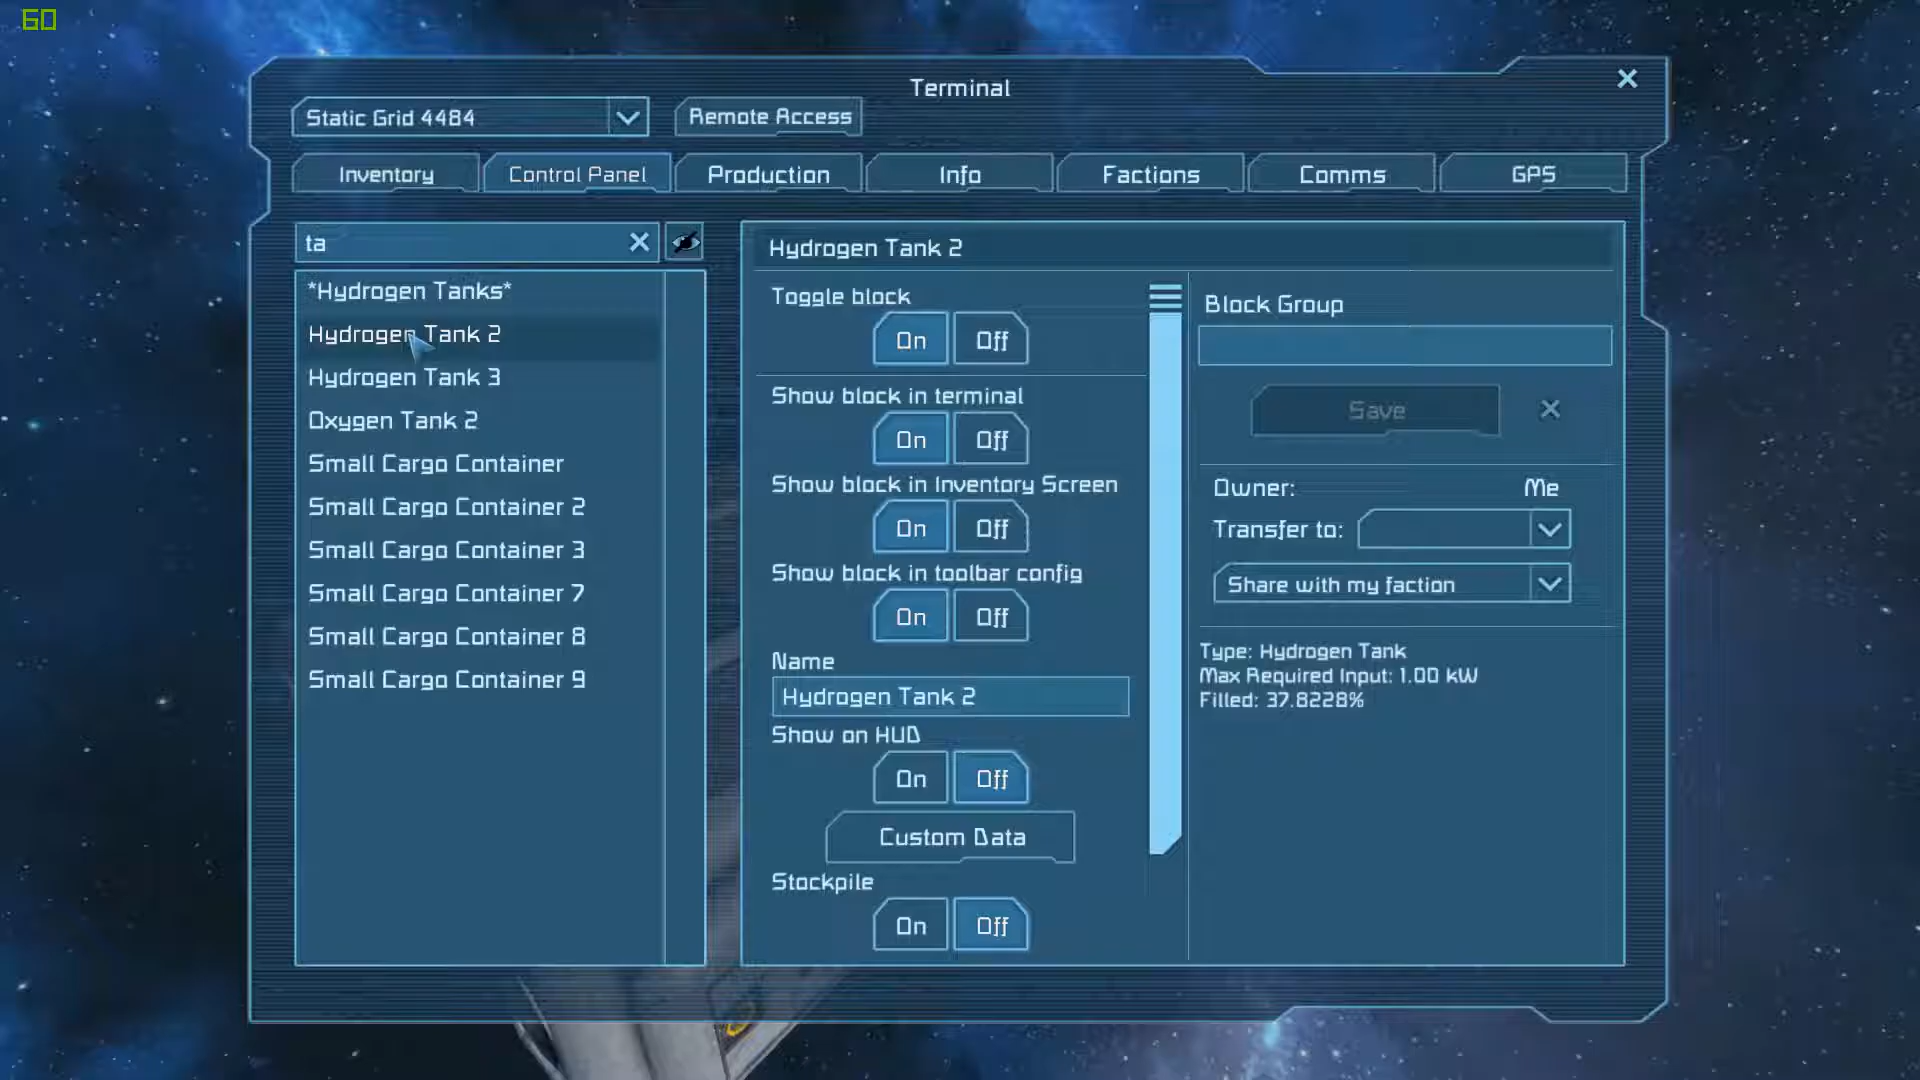 60
Terminal
Static Grid 4484
Remote Access
Inventory
Control Panel
Production
Info
Factions
Comms
GPS
ta
*Hydrogen Tanks*
Hydrogen Tank 2
Hydrogen Tank 3
Oxygen Tank 2
Small Cargo Container
Small Cargo Container 2
Small Cargo Container 3
Small Cargo Container 7
Small Cargo Container 8
Small Cargo Container 9
Hydrogen Tank 2
Toggle block
On Off
Show block in terminal
On Off
Show block in Inventory Screen
On Off
Show block in toolbar config
On Off
Name
Hydrogen Tank 2
Show on HUD
On Off
Custom Data
Stockpile
On Off
Block Group
Save
Owner: Me
Transfer to:
Share with my faction
Type: Hydrogen Tank
Max Required Input: 1.00 kW
Filled: 37.8228%